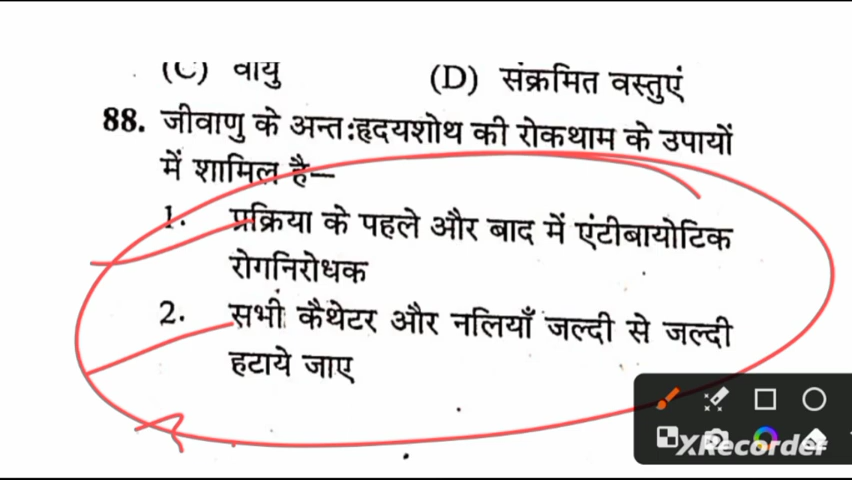 (C) वायु (D) संक्रमित वस्तुएं
88. जीवाणु के अन्तःहृदयशोथ की रोकथाम के उपायों
में शामिल है—
1. प्रक्रिया के पहले और बाद में एंटीबायोटिक
रोगनिरोधक
2. सभी कैथेटर और नलियाँ जल्दी से जल्दी
हटाये जाए
XRecorder